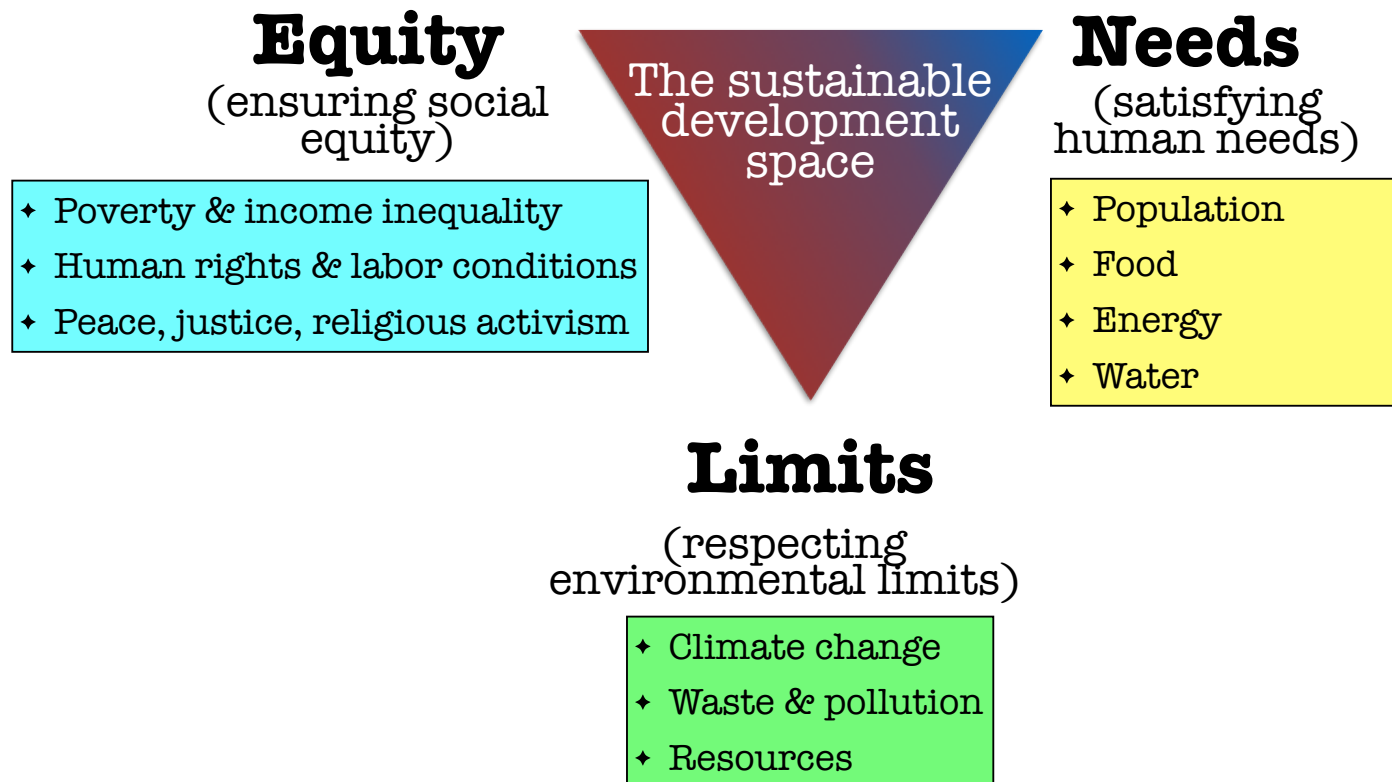 Equity
(ensuring social
equity)
✦ Poverty & income inequality
✦ Human rights & labor conditions
✦ Peace, justice, religious activism
The sustainable
development
space
Needs
(satisfying
human needs)
✦ Population
✦ Food
✦ Energy
✦ Water
Limits
(respecting
environmental limits)
✦ Climate change
✦ Waste & pollution
✦ Resources